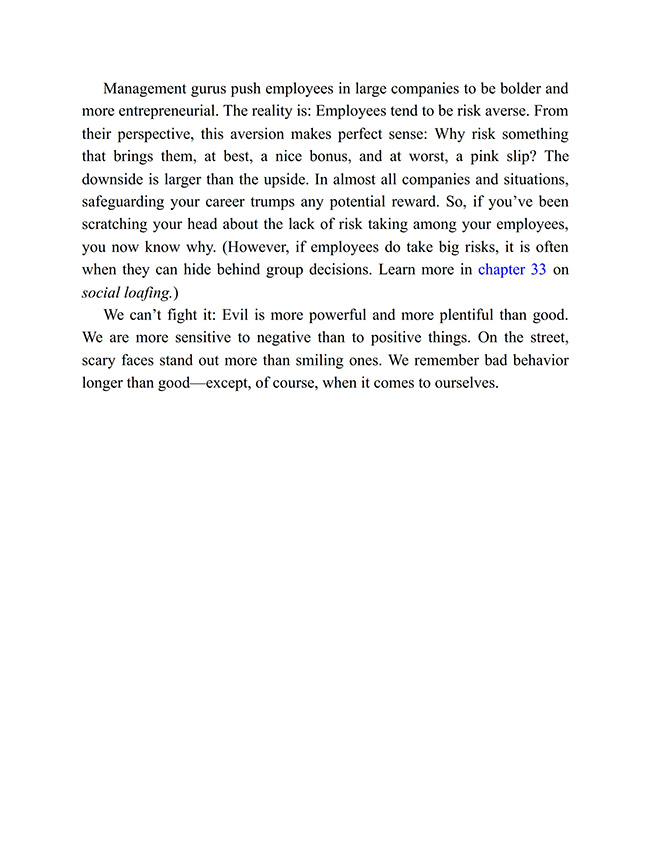 Management gurus push employees in large companies to be bolder and
more entrepreneurial. The reality is: Employees tend to be risk averse. From
their perspective, this aversion makes perfect sense: Why risk something
that brings them, at best, a nice bonus, and at worst, a pink slip? The
downside is larger than the upside. In almost all companies and situations,
safeguarding your career trumps any potential reward. So, if you’ve been
scratching your head about the lack of risk taking among your employees,
you now know why. (However, if employees do take big risks, it is often
when they can hide behind group decisions. Learn more in chapter 33 on
social loafing.)
We can’t fight it: Evil is more powerful and more plentiful than good.
We are more sensitive to negative than to positive things. On the street,
scary faces stand out more than smiling ones. We remember bad behavior
longer than good—except, of course, when it comes to ourselves.